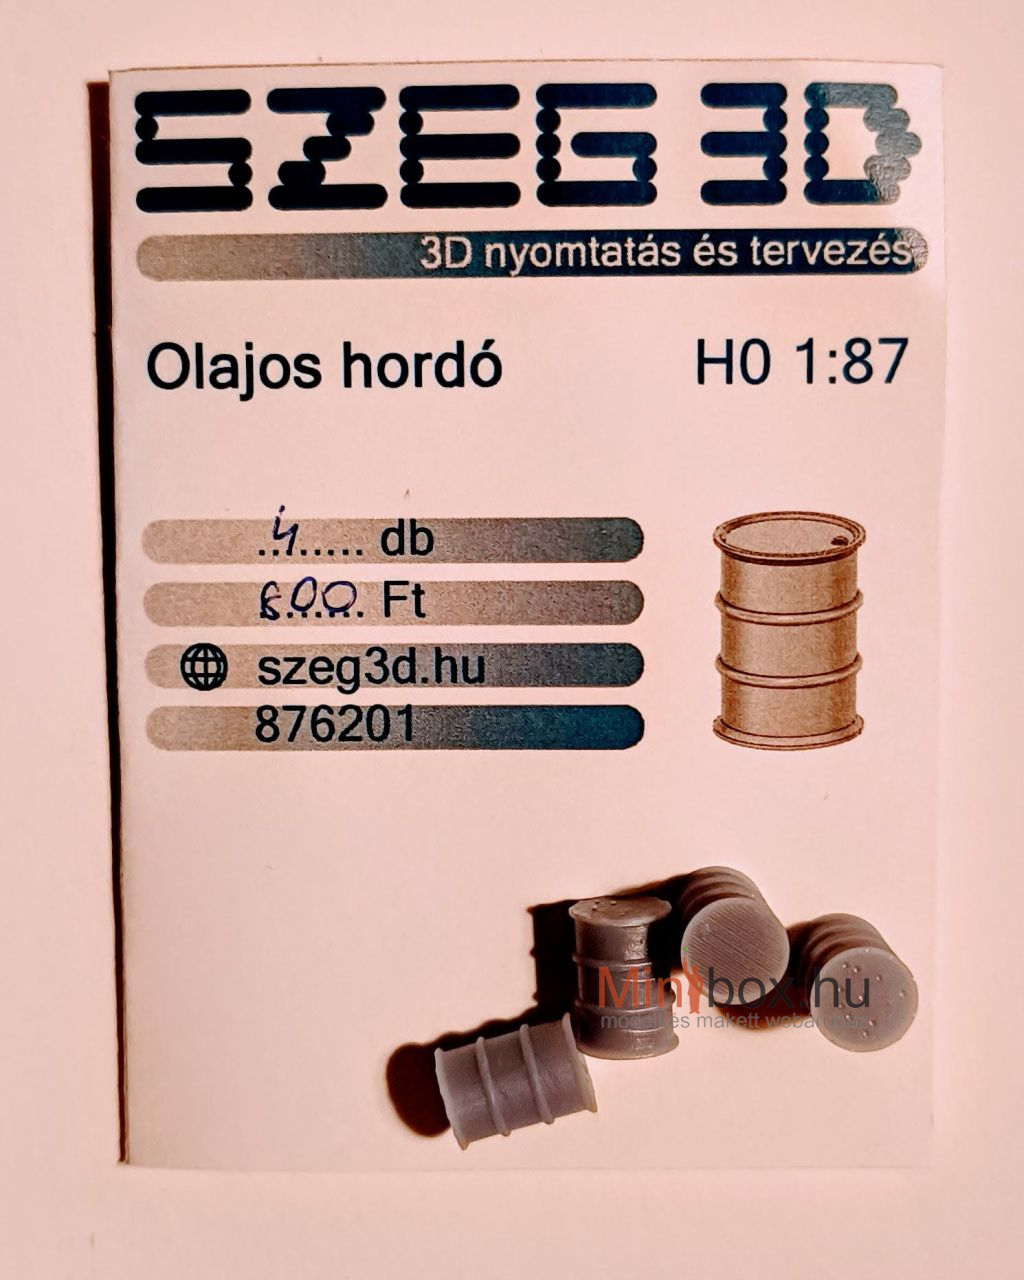 SZEG 3D
3D nyomtatás és tervezés
Olajos hordó
H0 1:87
..4..... db
600 Ft
szeg3d.hu
876201
Minibox.hu
modell és makett webáruház